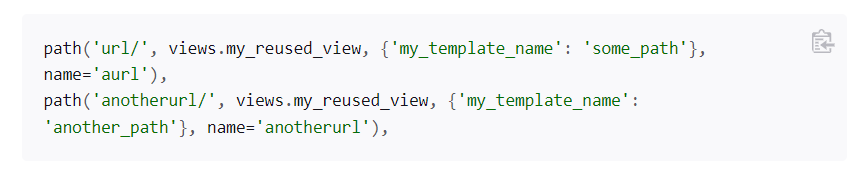 path('url/', views.my_reused_view, {'my_template_name': 'some_path'},
name='aurl'),
path('anotherurl/', views.my_reused_view, {'my_template_name':
'another_path'}, name='anotherurl'),